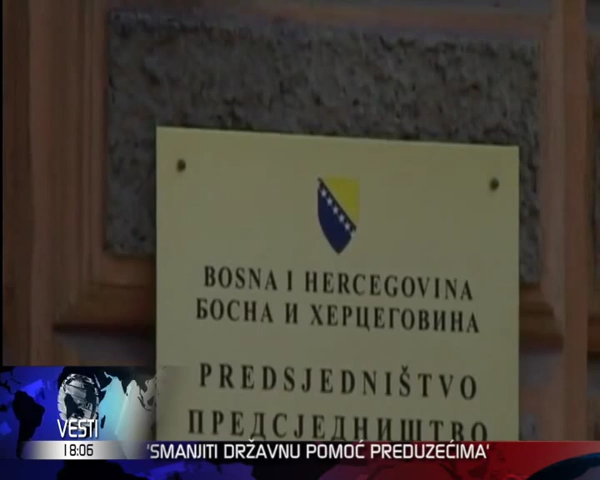 BOSNA I HERCEGOVINA
БОСНА И ХЕРЦЕГОВИНА
PREDSJEDNIŠTVO
ПРЕДСЈЕДНИШТВО
VESTI
18:06
'SMANJITI DRŽAVNU POMOĆ PREDUZEĆIMA'